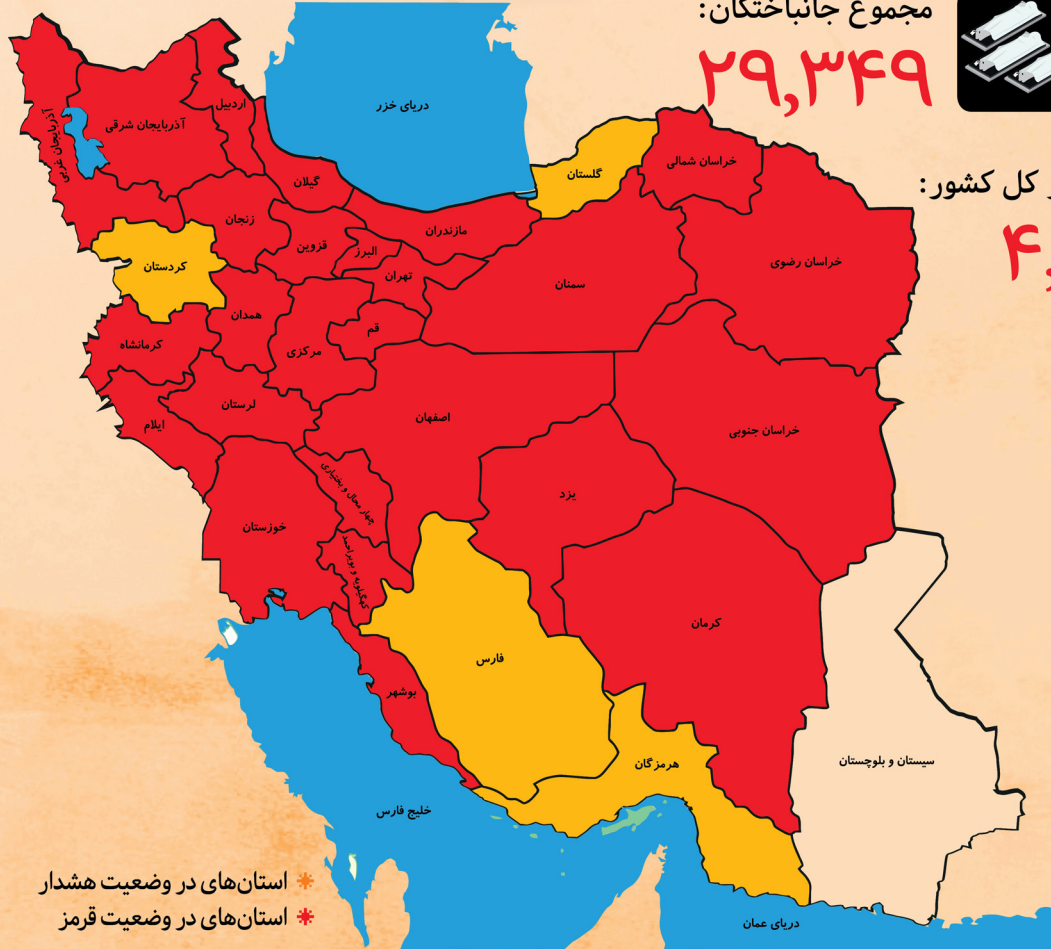 مجموع جانباختگان:
۲۹,۳۴۹
کل کشور:
دریای خزر
اردبیل
آذربایجان شرقی
آذربایجان غربی
گیلان
گلستان
خراسان شمالی
زنجان
مازندران
قزوین
البرز
خراسان رضوی
کردستان
تهران
سمنان
همدان
قم
کرمانشاه
مرکزی
لرستان
اصفهان
ایلام
خراسان جنوبی
چهار محال و بختیاری
یزد
خوزستان
کهگیلویه و بویراحمد
کرمان
فارس
بوشهر
هرمزگان
سیستان و بلوچستان
خلیج فارس
استان‌های در وضعیت هشدار
استان‌های در وضعیت قرمز
دریای عمان